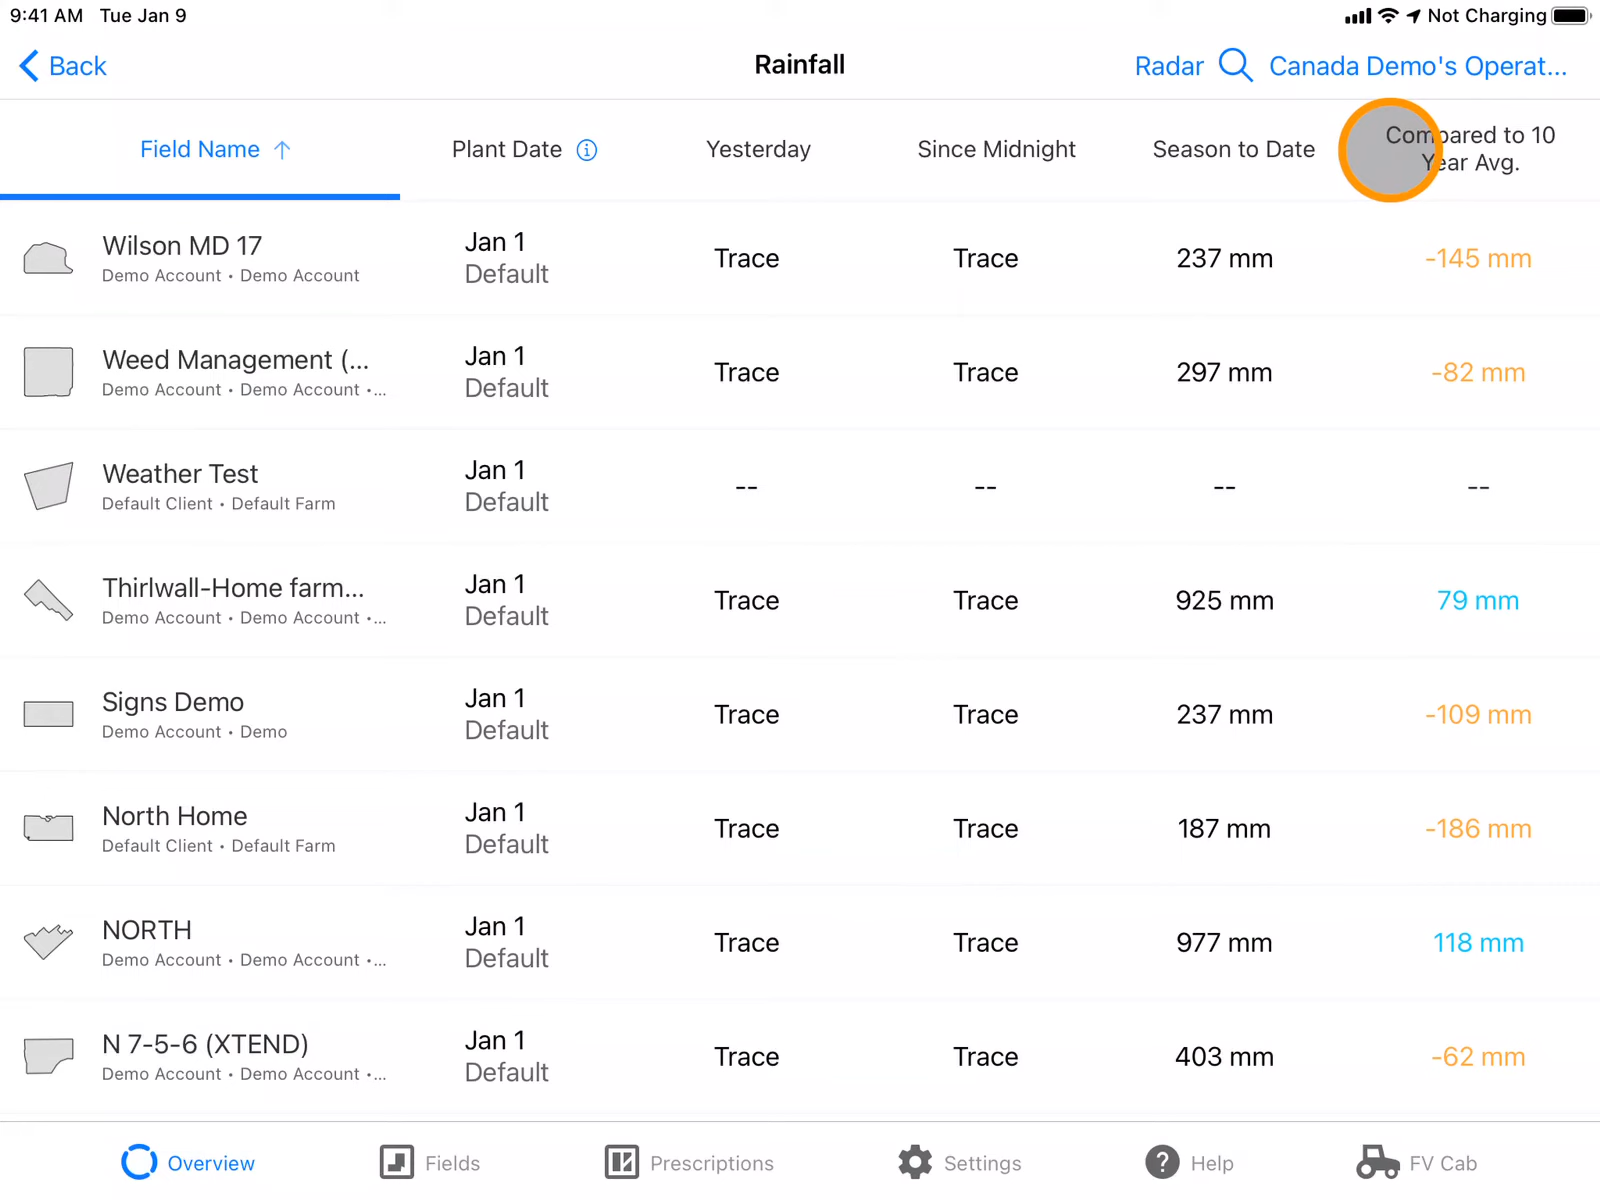 9:41 AM Tue Jan 9 Not Charging
Back Rainfall Radar Canada Demo's Operat...
Field Name Plant Date Yesterday Since Midnight Season to Date Compared to 10
Year Avg.
Wilson MD 17
Demo Account • Demo Account
Jan 1
Default
Trace Trace 237 mm -145 mm
Weed Management (...
Demo Account • Demo Account •...
Jan 1
Default
Trace Trace 297 mm -82 mm
Weather Test
Default Client • Default Farm
Jan 1
Default
-- -- -- --
Thirlwall-Home farm...
Demo Account • Demo Account •...
Jan 1
Default
Trace Trace 925 mm 79 mm
Signs Demo
Demo Account • Demo
Jan 1
Default
Trace Trace 237 mm -109 mm
North Home
Default Client • Default Farm
Jan 1
Default
Trace Trace 187 mm -186 mm
NORTH
Demo Account • Demo Account •...
Jan 1
Default
Trace Trace 977 mm 118 mm
N 7-5-6 (XTEND)
Demo Account • Demo Account •...
Jan 1
Default
Trace Trace 403 mm -62 mm
Overview Fields Prescriptions Settings Help FV Cab